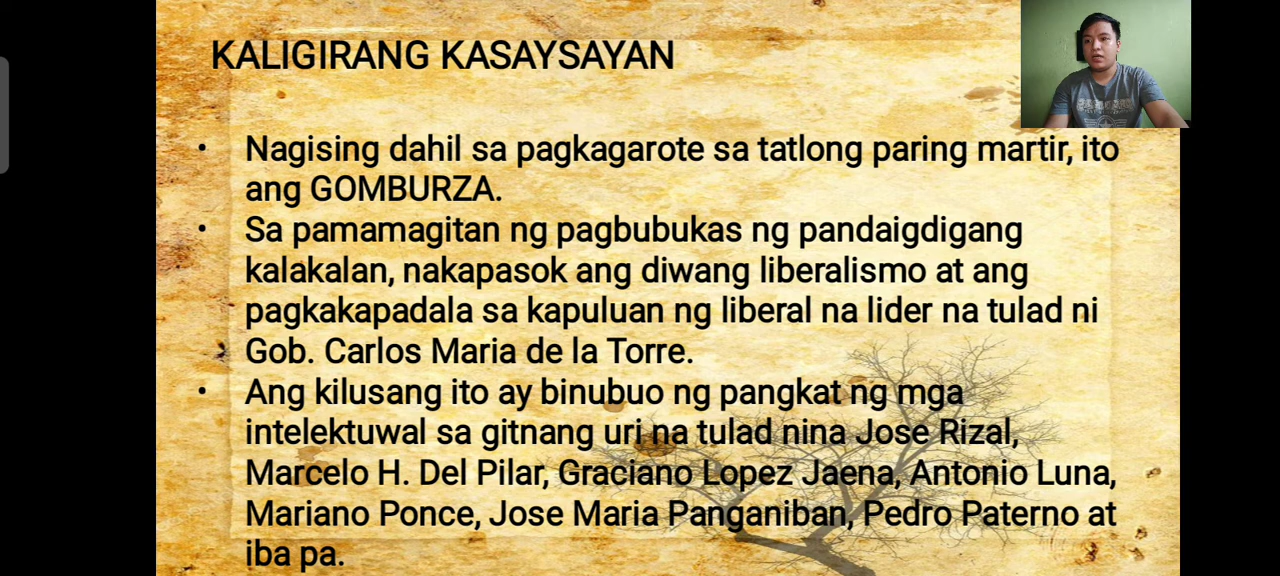 KALIGIRANG KASAYSAYAN
• Nagising dahil sa pagkagarote sa tatlong paring martir, ito
ang GOMBURZA.
• Sa pamamagitan ng pagbubukas ng pandaigdigang
kalakalan, nakapasok ang diwang liberalismo at ang
pagkakapadala sa kapuluan ng liberal na lider na tulad ni
Gob. Carlos Maria de la Torre.
• Ang kilusang ito ay binubuo ng pangkat ng mga
intelektuwal sa gitnang uri na tulad nina Jose Rizal,
Marcelo H. Del Pilar, Graciano Lopez Jaena, Antonio Luna,
Mariano Ponce, Jose Maria Panganiban, Pedro Paterno at
iba pa.